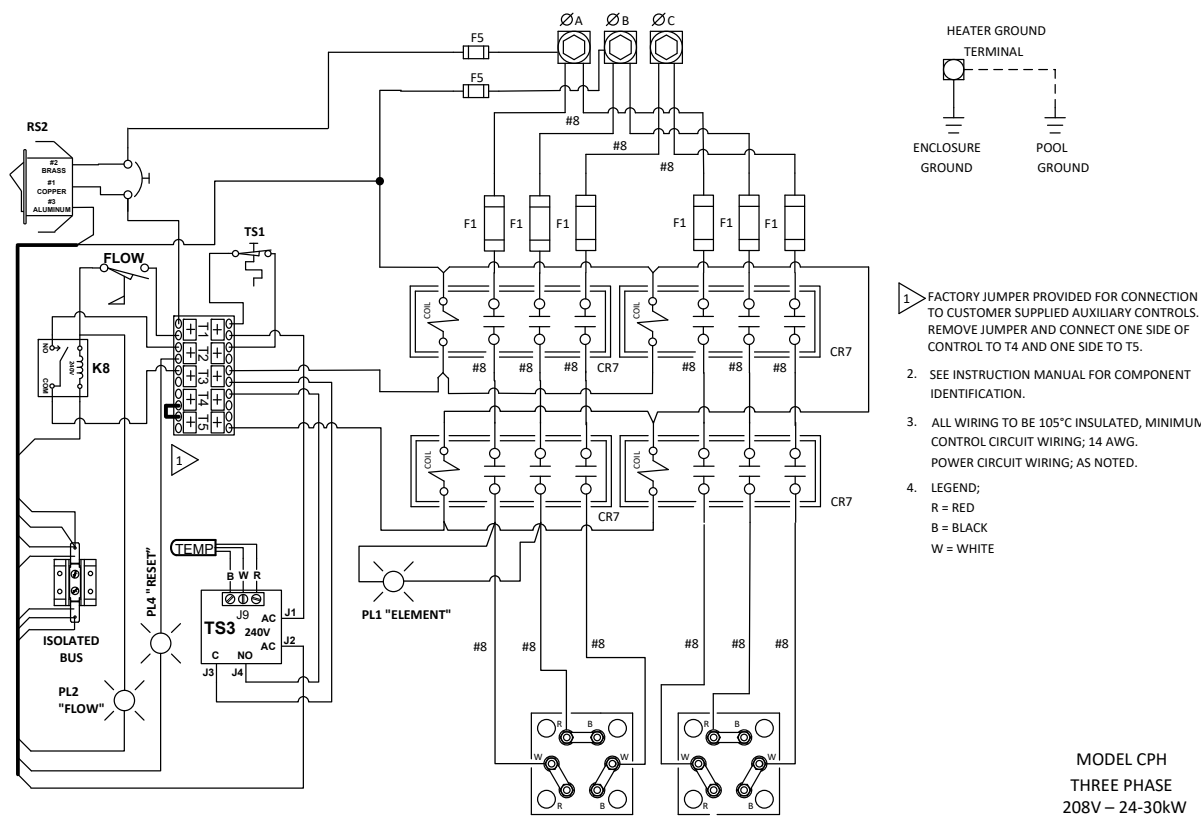 ØA ØB ØC
F5
F5
#8
#8
#8
HEATER GROUND
TERMINAL
ENCLOSURE
GROUND
POOL
GROUND
RS2
#2
BRASS
#1
COPPER
#3
ALUMINUM
F1 F1 F1 F1 F1 F1
TS1
FLOW
NO
COM
240V
K8
T1
T2
T3
T4
T5
1
COIL
COIL
CR7
CR7
#8 #8 #8 #8 #8 #8
COIL
COIL
CR7
CR7
1 FACTORY JUMPER PROVIDED FOR CONNECTION
TO CUSTOMER SUPPLIED AUXILIARY CONTROLS.
REMOVE JUMPER AND CONNECT ONE SIDE OF
CONTROL TO T4 AND ONE SIDE TO T5.
2. SEE INSTRUCTION MANUAL FOR COMPONENT
IDENTIFICATION.
3. ALL WIRING TO BE 105°C INSULATED, MINIMUM
CONTROL CIRCUIT WIRING; 14 AWG.
POWER CIRCUIT WIRING; AS NOTED.
4. LEGEND;
R = RED
B = BLACK
W = WHITE
TEMP
B W R
J9
TS3
240V
AC
AC
C NO
J1
J2
J3 J4
PL4 "RESET"
ISOLATED
BUS
PL2
"FLOW"
PL1 "ELEMENT"
#8 #8 #8 #8 #8 #8
R B
W W
R B
R B
W W
R B
MODEL CPH
THREE PHASE
208V – 24-30kW